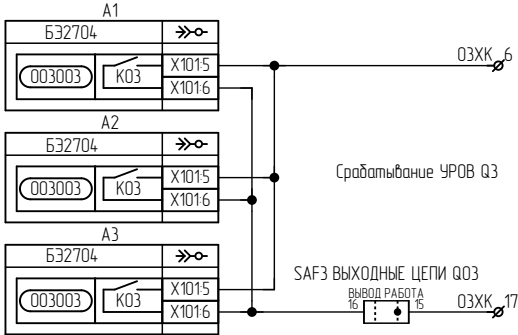 А1
БЭ2704
003003
К03
Х101:5
Х101:6
03ХК 6
А2
БЭ2704
003003
К03
Х101:5
Х101:6
Срабатывание УРОВ Q3
А3
БЭ2704
003003
К03
Х101:5
Х101:6
SAF3 ВЫХОДНЫЕ ЦЕПИ Q03
ВЫВОД РАБОТА
16 15
03ХК 17